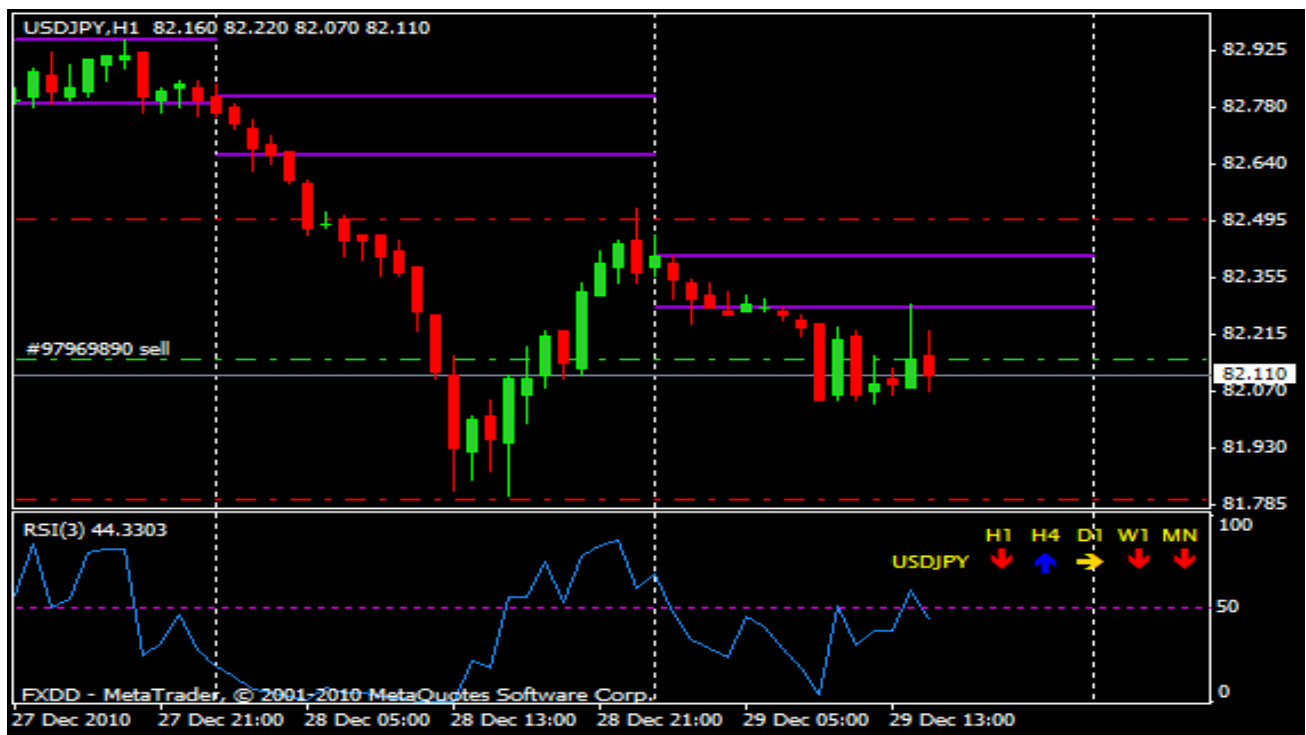 USDJPY,H1 82.160 82.220 82.070 82.110
82.925
82.780
82.640
82.495
82.355
82.215
#97969890 sell
82.110
82.070
81.930
81.785
RSI(3) 44.3303
100
H1 H4 D1 W1 MN
USDJPY
50
0
FXDD - MetaTrader, © 2001-2010 MetaQuotes Software Corp.
27 Dec 2010 27 Dec 21:00 28 Dec 05:00 28 Dec 13:00 28 Dec 21:00 29 Dec 05:00 29 Dec 13:00